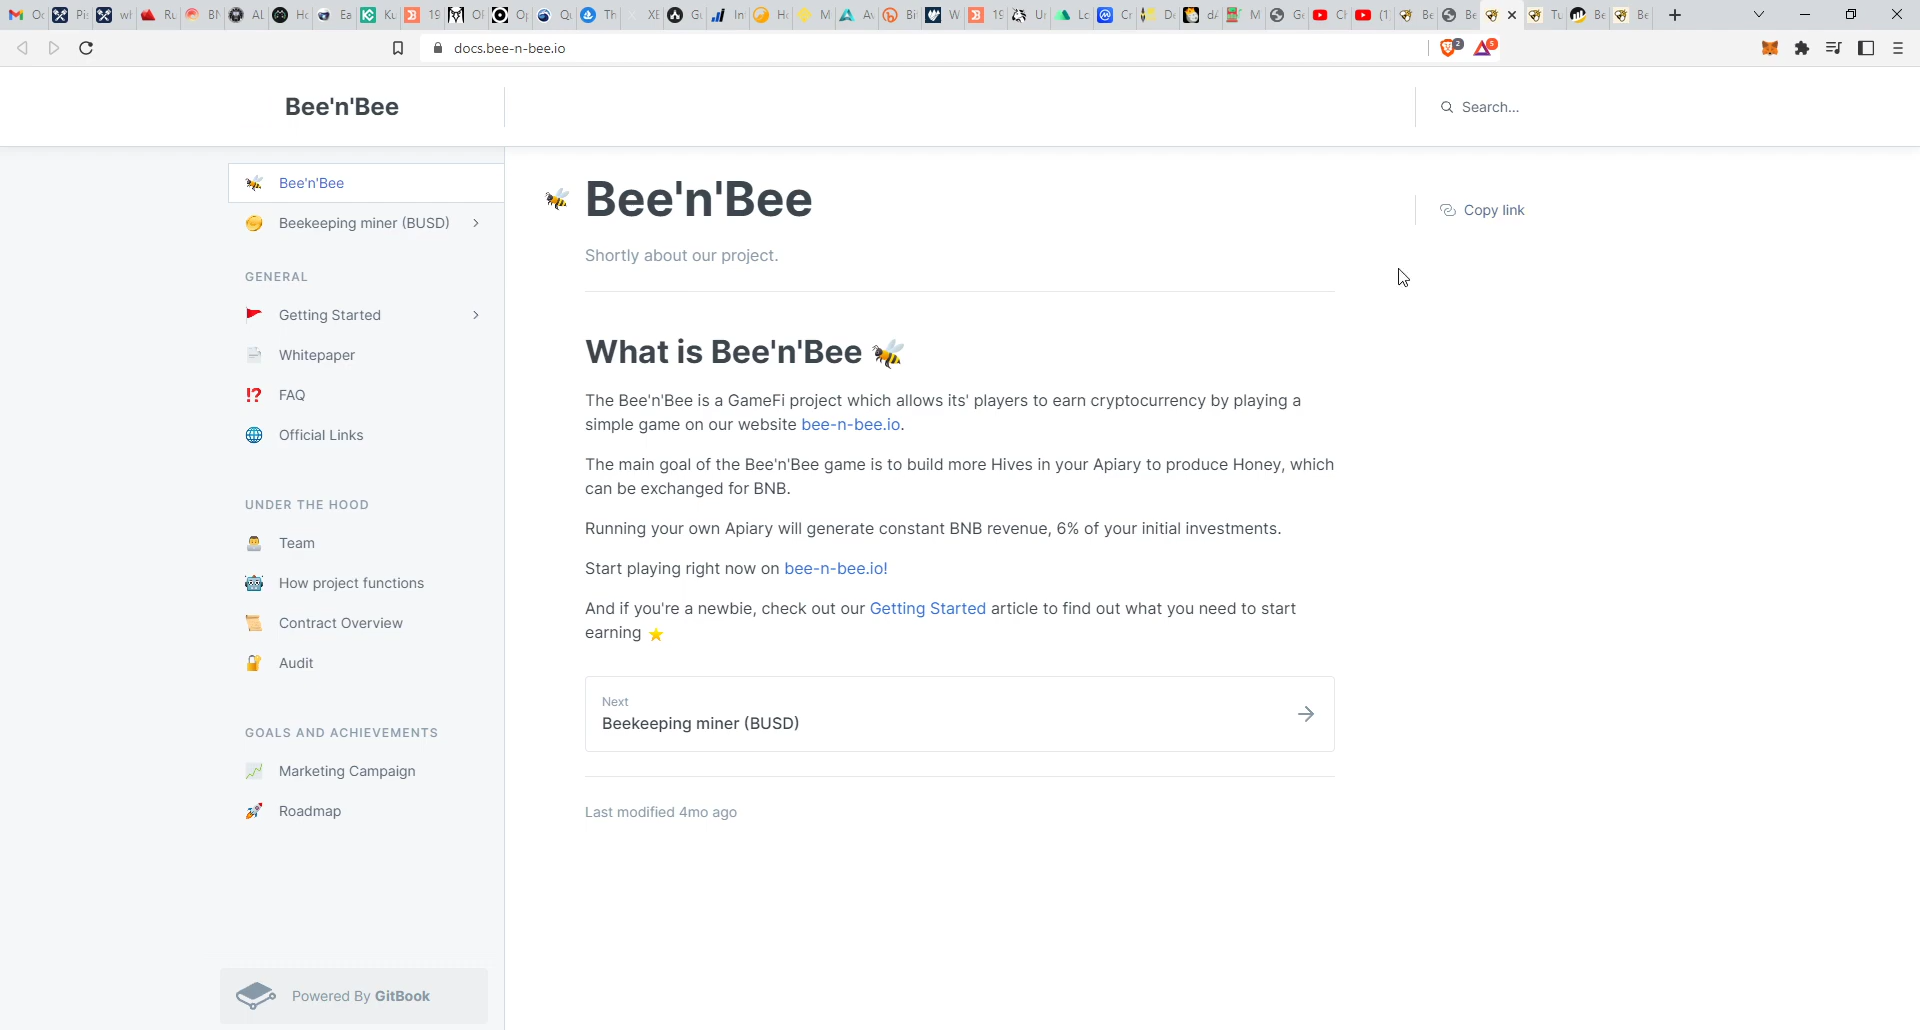 docs.bee-n-bee.io
Bee'n'Bee
Search...
Bee'n'Bee
Beekeeping miner (BUSD)
GENERAL
Getting Started
Whitepaper
FAQ
Official Links
UNDER THE HOOD
Team
How project functions
Contract Overview
Audit
GOALS AND ACHIEVEMENTS
Marketing Campaign
Roadmap
Powered By GitBook
Bee'n'Bee
Copy link
Shortly about our project.
What is Bee'n'Bee
The Bee'n'Bee is a GameFi project which allows its' players to earn cryptocurrency by playing a
simple game on our website bee-n-bee.io.
The main goal of the Bee'n'Bee game is to build more Hives in your Apiary to produce Honey, which
can be exchanged for BNB.
Running your own Apiary will generate constant BNB revenue, 6% of your initial investments.
Start playing right now on bee-n-bee.io!
And if you're a newbie, check out our Getting Started article to find out what you need to start
earning
Next
Beekeeping miner (BUSD)
Last modified 4mo ago